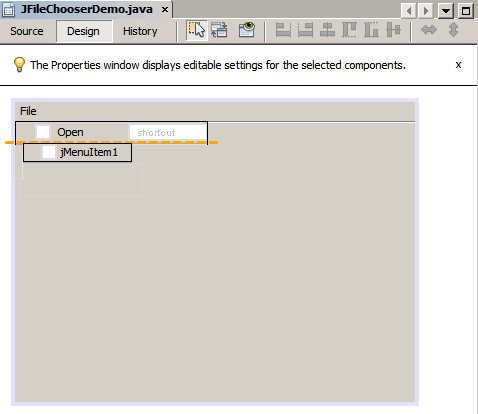 JFileChooserDemo.java x
Source Design History
The Properties window displays editable settings for the selected components. x
File
Open shortcut
jMenuItem1